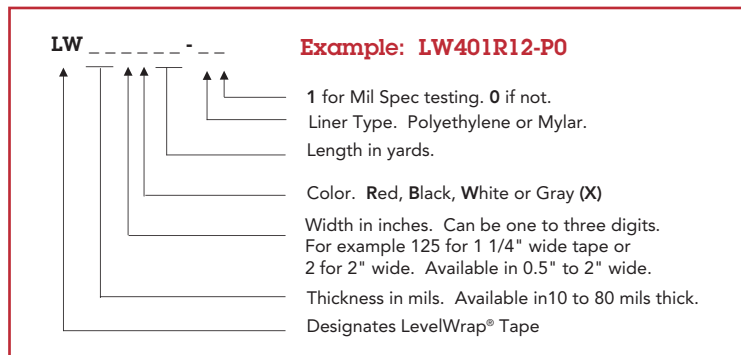 LW _ _ _ _ _ _ - _ _
Example: LW401R12-P0
1 for Mil Spec testing. 0 if not.
Liner Type. Polyethylene or Mylar.
Length in yards.
Color. Red, Black, White or Gray (X)
Width in inches. Can be one to three digits.
For example 125 for 1 1/4" wide tape or
2 for 2" wide. Available in 0.5" to 2" wide.
Thickness in mils. Available in10 to 80 mils thick.
Designates LevelWrap® Tape